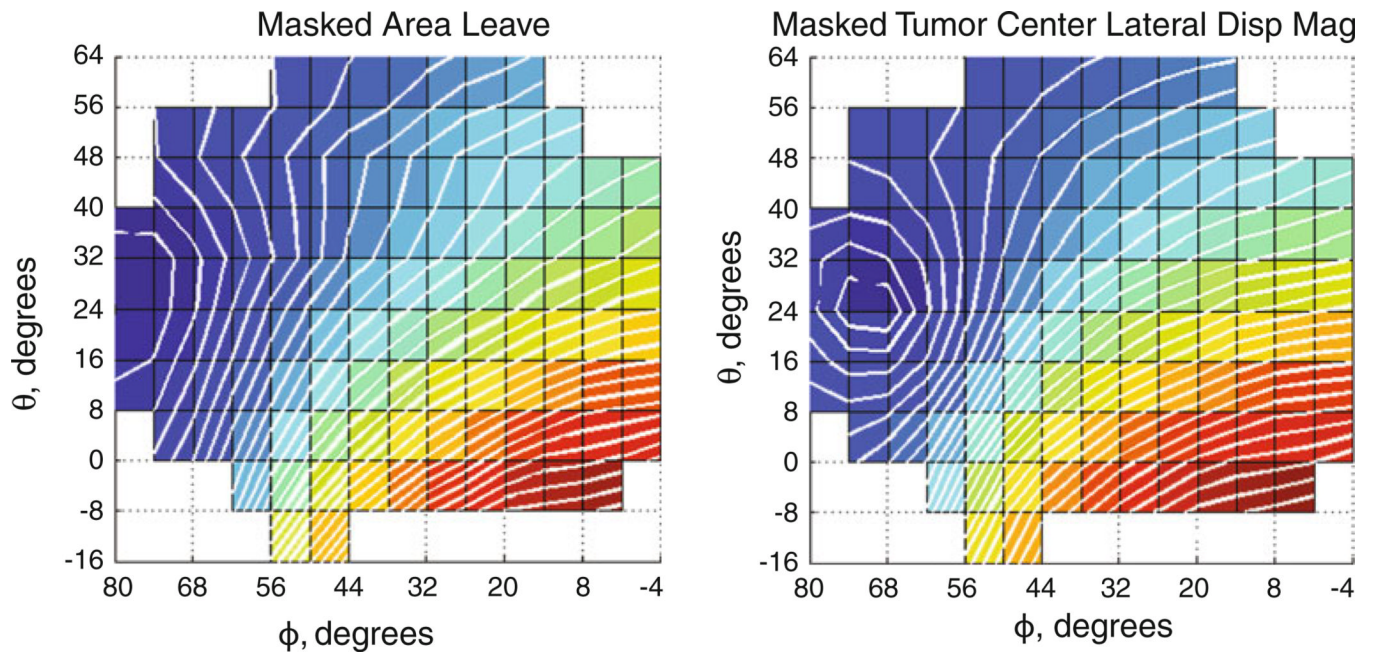 Masked Area Leave
64
56
48
40
32
24
16
8
0
-8
-16
θ, degrees
80 68 56 44 32 20 8 -4
ϕ, degrees
Masked Tumor Center Lateral Disp Mag
64
56
48
40
32
24
16
8
0
-8
-16
θ, degrees
80 68 56 44 32 20 8 -4
ϕ, degrees